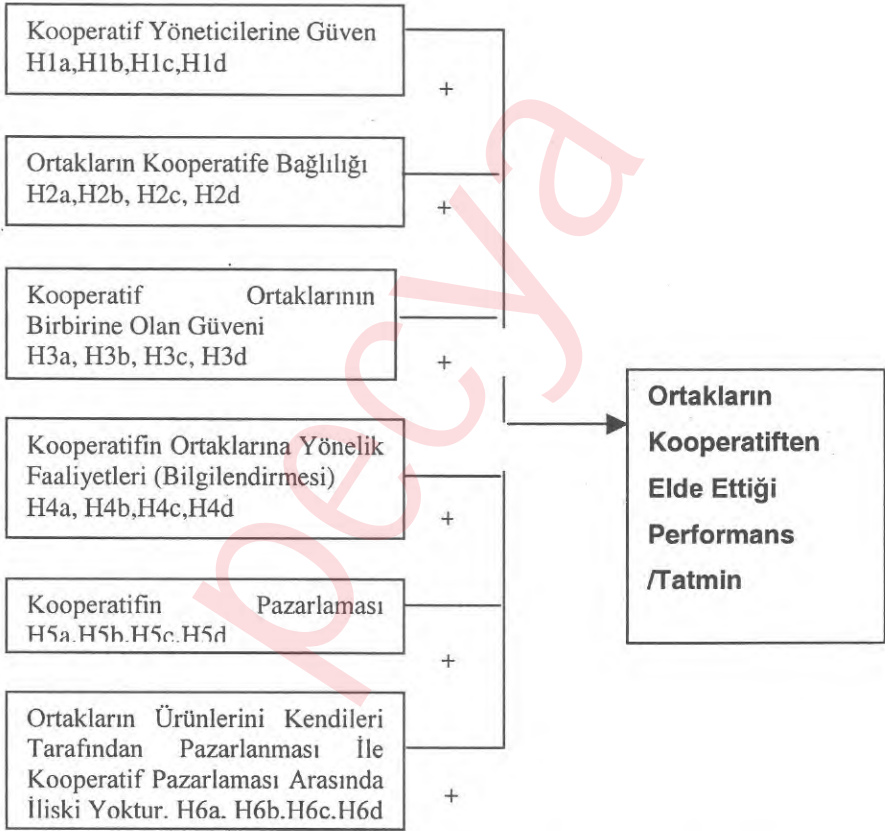 Kooperatif Yöneticilerine Güven
H1a,H1b,H1c,H1d
+
Ortakların Kooperatife Bağlılığı
H2a,H2b, H2c, H2d
+
Kooperatif Ortaklarının
Birbirine Olan Güveni
H3a, H3b, H3c, H3d
+
Kooperatifin Ortaklarına Yönelik
Faaliyetleri (Bilgilendirmesi)
H4a, H4b,H4c,H4d
+
Kooperatifin Pazarlaması
H5a.H5b.H5c.H5d
+
Ortakların Ürünlerini Kendileri
Tarafından Pazarlanması İle
Kooperatif Pazarlaması Arasında
İliski Yoktur. H6a. H6b.H6c.H6d
+
Ortakların
Kooperatiften
Elde Ettiği
Performans
/Tatmin
pecya